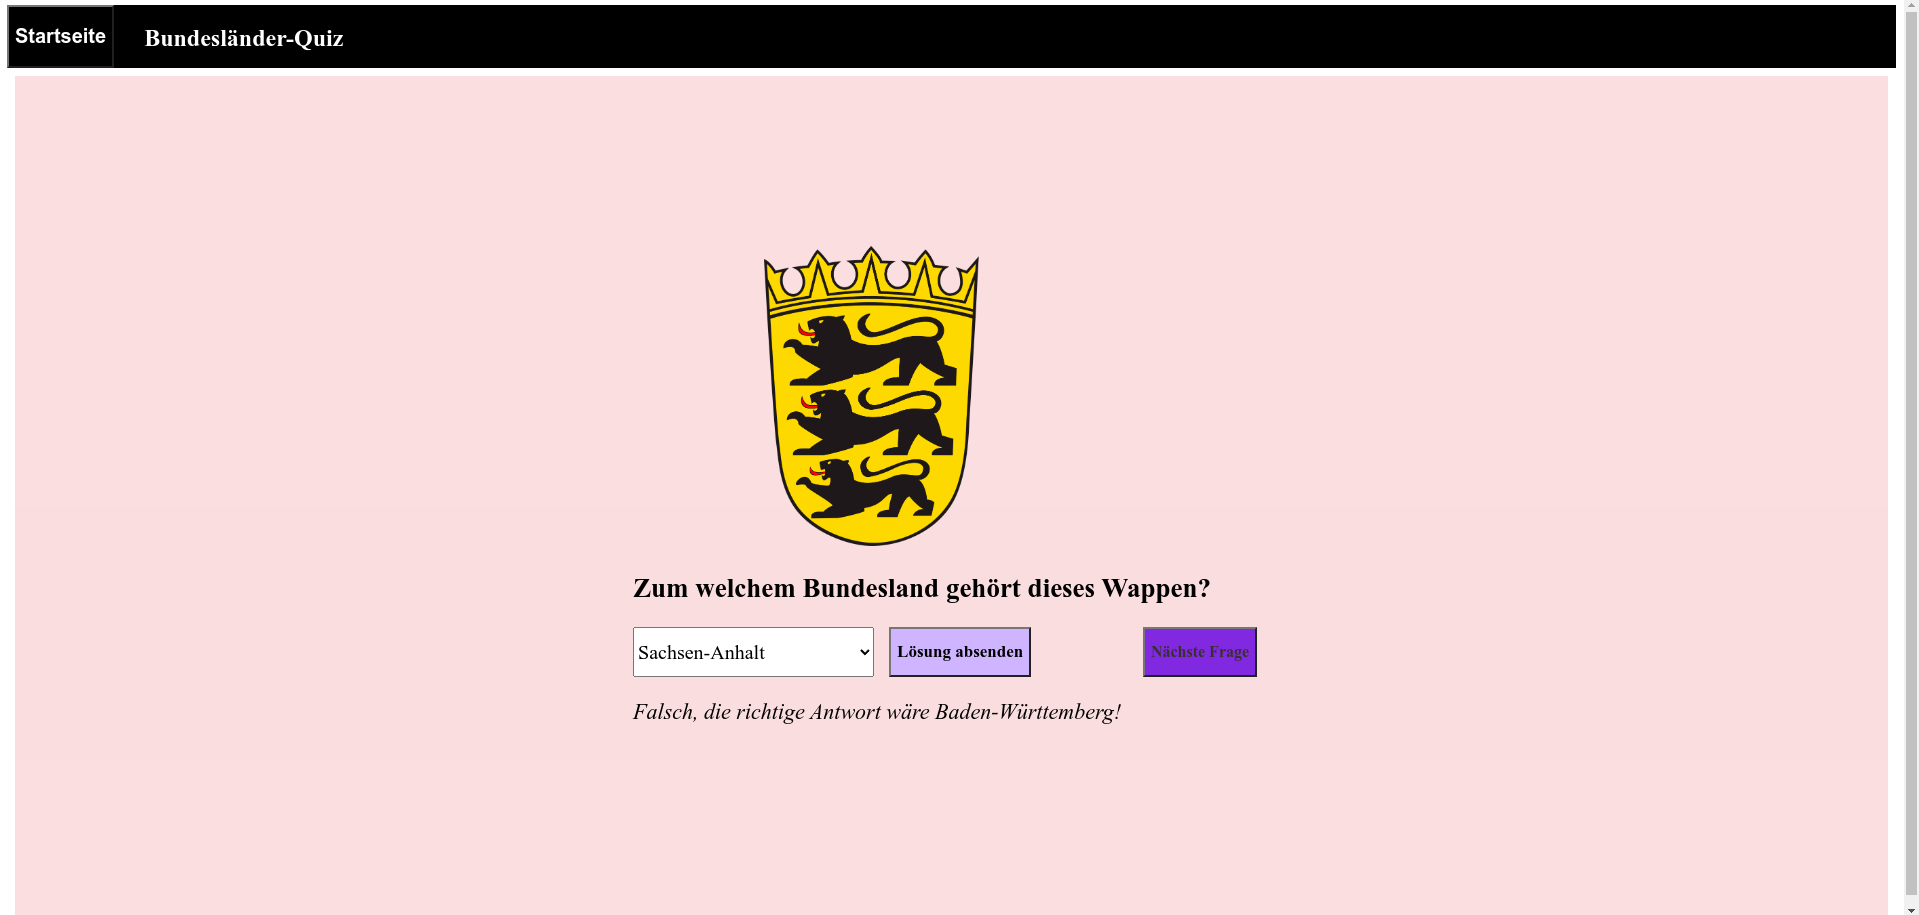 Startseite
Bundesländer-Quiz
Zum welchem Bundesland gehört dieses Wappen?
Sachsen-Anhalt
Lösung absenden
Nächste Frage
Falsch, die richtige Antwort wäre Baden-Württemberg!